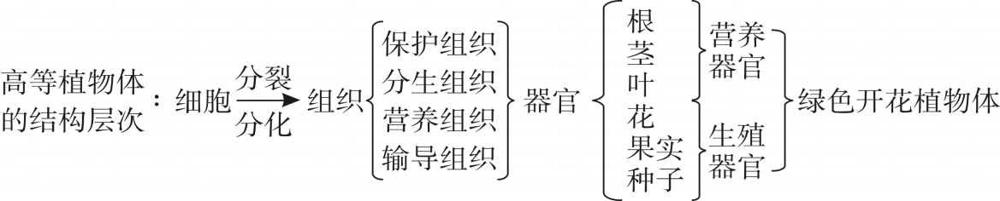 高等植物体
的结构层次
：
细胞
分裂
分化
组织
保护组织
分生组织
营养组织
输导组织
器官
根
茎
叶
花
果实
种子
营养
器官
生殖
器官
绿色开花植物体